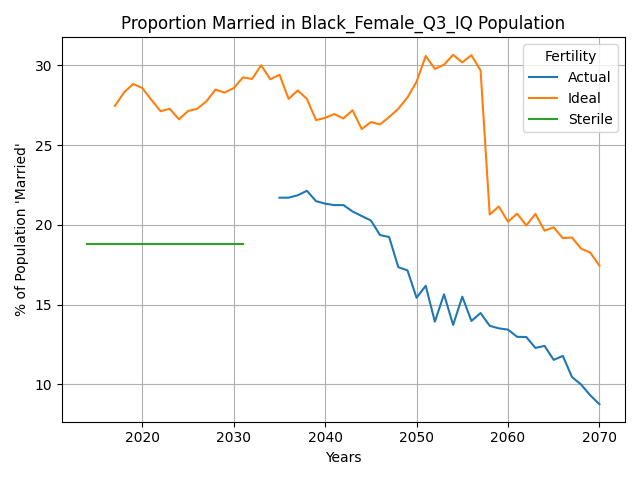 Proportion Married in Black_Female_Q3_IQ Population
% of Population 'Married'
30
25
20
15
10
Fertility
Actual
Ideal
Sterile
2020 2030 2040 2050 2060 2070
Years